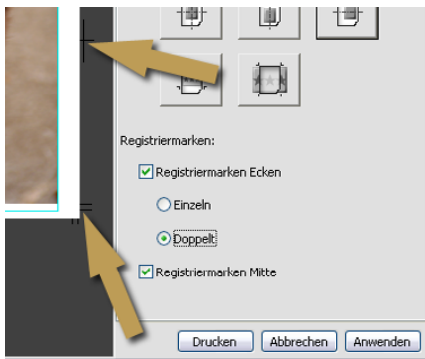 Registriermarken:
Registriermarken Ecken
Einzeln
Doppelt
Registriermarken Mitte
Drucken Abbrechen Anwenden